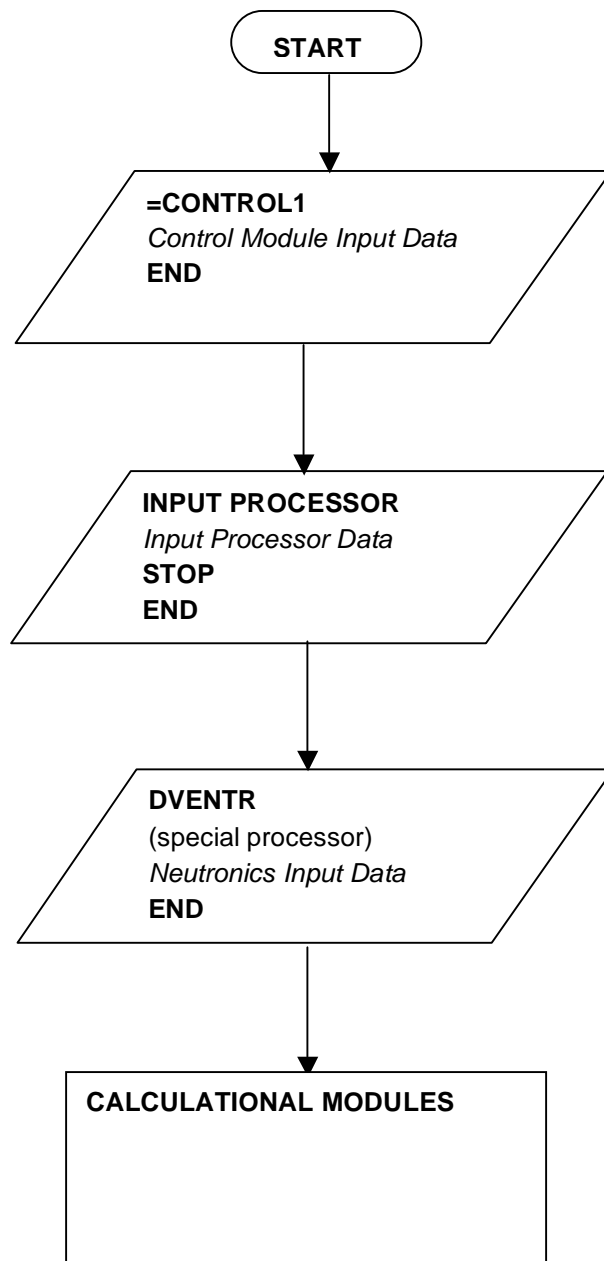 START
=CONTROL1
Control Module Input Data
END
INPUT PROCESSOR
Input Processor Data
STOP
END
DVENTR
(special processor)
Neutronics Input Data
END
CALCULATIONAL MODULES